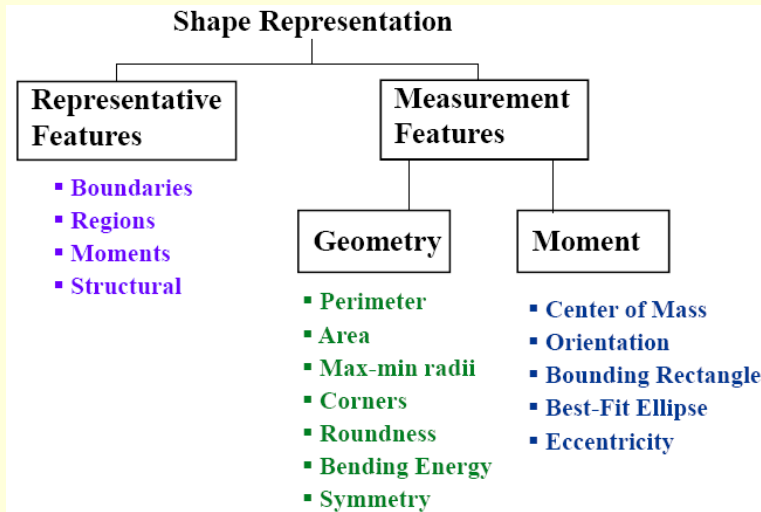 Shape Representation
Representative
Features
▪ Boundaries
▪ Regions
▪ Moments
▪ Structural
Measurement
Features
Geometry
▪ Perimeter
▪ Area
▪ Max-min radii
▪ Corners
▪ Roundness
▪ Bending Energy
▪ Symmetry
Moment
▪ Center of Mass
▪ Orientation
▪ Bounding Rectangle
▪ Best-Fit Ellipse
▪ Eccentricity